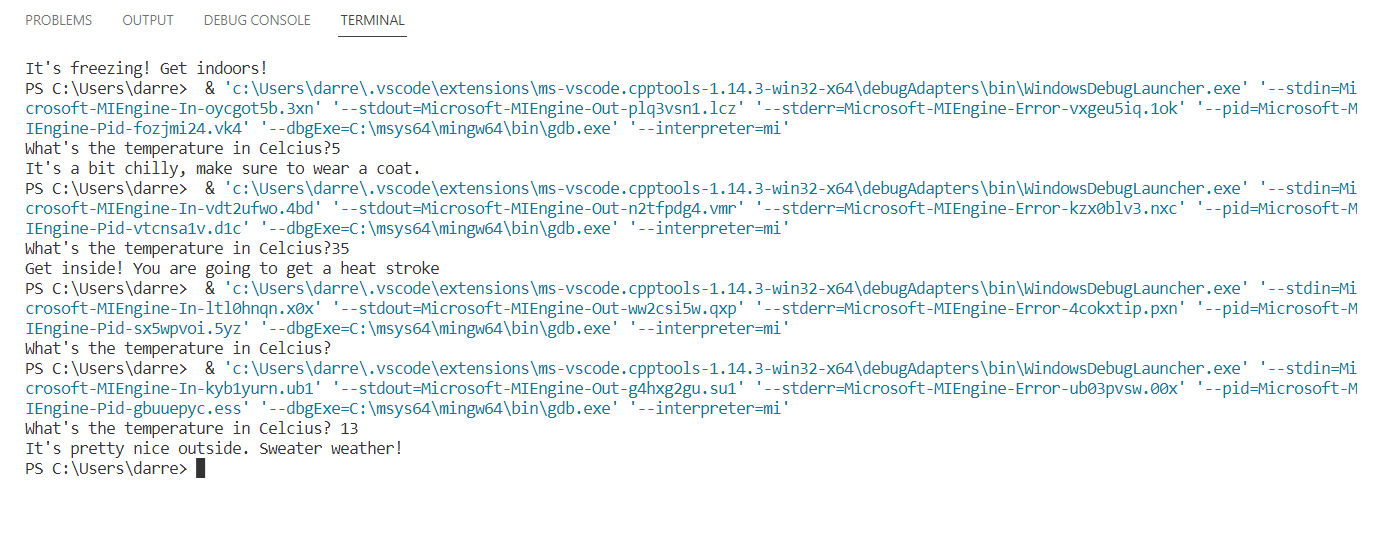 PROBLEMS OUTPUT DEBUG CONSOLE TERMINAL
It's freezing! Get indoors!
PS C:\Users\darre>  & 'c:\Users\darre\.vscode\extensions\ms-vscode.cpptools-1.14.3-win32-x64\debugAdapters\bin\WindowsDebugLauncher.exe' '--stdin=Mi
crosoft-MIEngine-In-oycgot5b.3xn' '--stdout=Microsoft-MIEngine-Out-plq3vsn1.lcz' '--stderr=Microsoft-MIEngine-Error-vxgeu5iq.1ok' '--pid=Microsoft-M
IEngine-Pid-fozjmi24.vk4' '--dbgExe=C:\msys64\mingw64\bin\gdb.exe' '--interpreter=mi'
What's the temperature in Celcius?5
It's a bit chilly, make sure to wear a coat.
PS C:\Users\darre>  & 'c:\Users\darre\.vscode\extensions\ms-vscode.cpptools-1.14.3-win32-x64\debugAdapters\bin\WindowsDebugLauncher.exe' '--stdin=Mi
crosoft-MIEngine-In-vdt2ufwo.4bd' '--stdout=Microsoft-MIEngine-Out-n2tfpdg4.vmr' '--stderr=Microsoft-MIEngine-Error-kzx0blv3.nxc' '--pid=Microsoft-M
IEngine-Pid-vtcnsa1v.d1c' '--dbgExe=C:\msys64\mingw64\bin\gdb.exe' '--interpreter=mi'
What's the temperature in Celcius?35
Get inside! You are going to get a heat stroke
PS C:\Users\darre>  & 'c:\Users\darre\.vscode\extensions\ms-vscode.cpptools-1.14.3-win32-x64\debugAdapters\bin\WindowsDebugLauncher.exe' '--stdin=Mi
crosoft-MIEngine-In-ltl0hnqn.x0x' '--stdout=Microsoft-MIEngine-Out-ww2csi5w.qxp' '--stderr=Microsoft-MIEngine-Error-4cokxtip.pxn' '--pid=Microsoft-M
IEngine-Pid-sx5wpvoi.5yz' '--dbgExe=C:\msys64\mingw64\bin\gdb.exe' '--interpreter=mi'
What's the temperature in Celcius?
PS C:\Users\darre>  & 'c:\Users\darre\.vscode\extensions\ms-vscode.cpptools-1.14.3-win32-x64\debugAdapters\bin\WindowsDebugLauncher.exe' '--stdin=Mi
crosoft-MIEngine-In-kyb1yurn.ub1' '--stdout=Microsoft-MIEngine-Out-g4hxg2gu.su1' '--stderr=Microsoft-MIEngine-Error-ub03pvsw.00x' '--pid=Microsoft-M
IEngine-Pid-gbuuepyc.ess' '--dbgExe=C:\msys64\mingw64\bin\gdb.exe' '--interpreter=mi'
What's the temperature in Celcius? 13
It's pretty nice outside. Sweater weather!
PS C:\Users\darre>